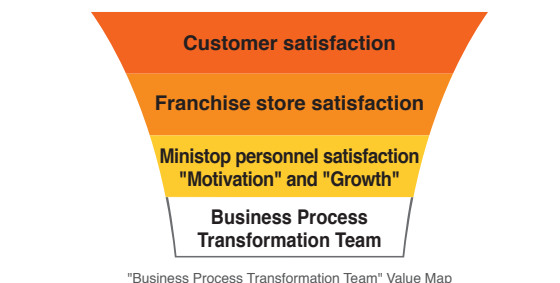 Customer satisfaction
Franchise store satisfaction
Ministop personnel satisfaction
"Motivation" and "Growth"
Business Process
Transformation Team
"Business Process Transformation Team" Value Map